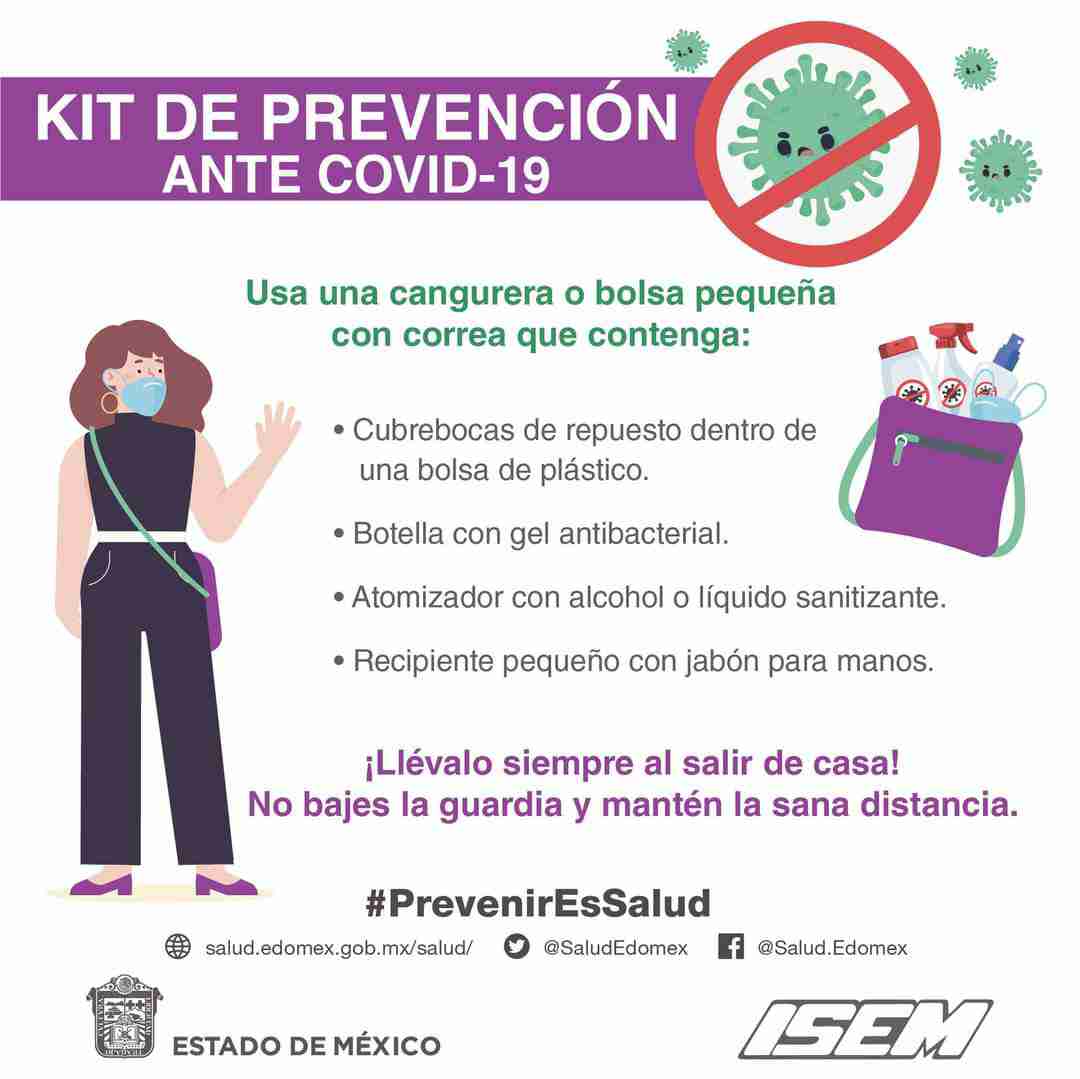 KIT DE PREVENCIÓN
ANTE COVID-19
Usa una cangurera o bolsa pequeña
con correa que contenga:
• Cubrebocas de repuesto dentro de
una bolsa de plástico.
• Botella con gel antibacterial.
• Atomizador con alcohol o líquido sanitizante.
• Recipiente pequeño con jabón para manos.
¡Llévalo siempre al salir de casa!
No bajes la guardia y mantén la sana distancia.
#PrevenirEsSalud
salud.edomex.gob.mx/salud/ @SaludEdomex @Salud.Edomex
ESTADO DE MÉXICO
ISEM